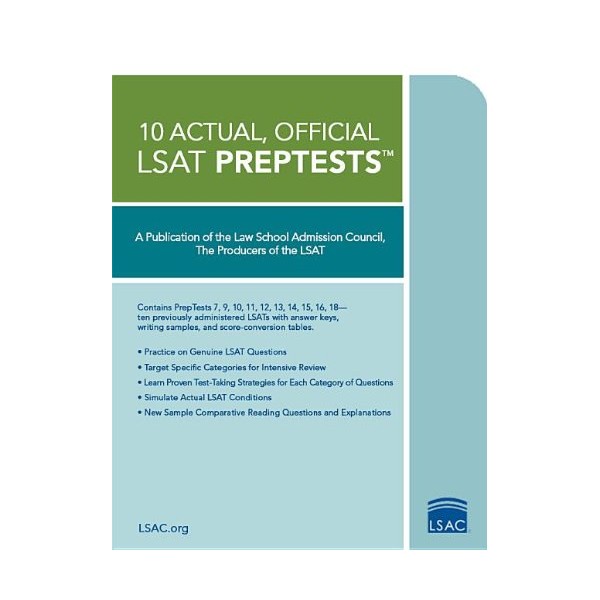 10 ACTUAL, OFFICIAL
LSAT PREPTESTS™
A Publication of the Law School Admission Council,
The Producers of the LSAT
Contains PrepTests 7, 9, 10, 11, 12, 13, 14, 15, 16, 18—
ten previously administered LSATs with answer keys,
writing samples, and score-conversion tables.
• Practice on Genuine LSAT Questions
• Target Specific Categories for Intensive Review
• Learn Proven Test-Taking Strategies for Each Category of Questions
• Simulate Actual LSAT Conditions
• New Sample Comparative Reading Questions and Explanations
LSAC.org
LSAC